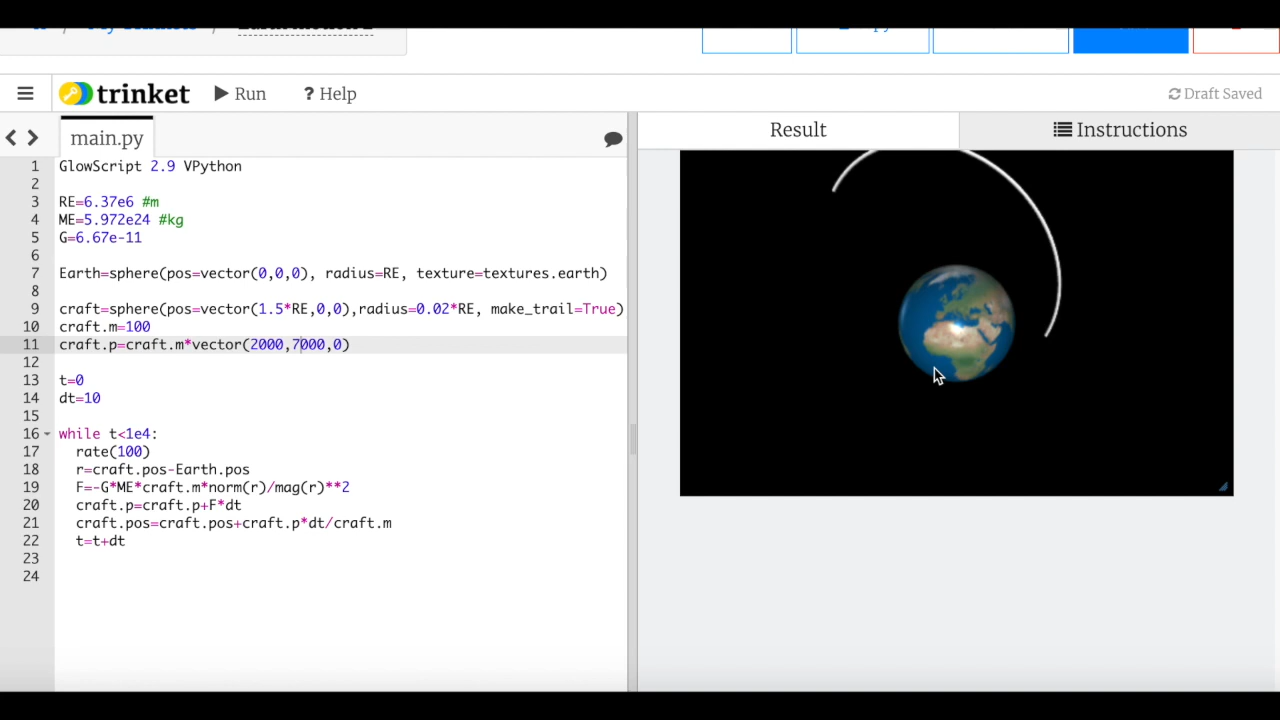 trinket
Run
? Help
Draft Saved
main.py
Result
Instructions
1 GlowScript 2.9 VPython
2
3 RE=6.37e6 #m
4 ME=5.972e24 #kg
5 G=6.67e-11
6
7 Earth=sphere(pos=vector(0,0,0), radius=RE, texture=textures.earth)
8
9 craft=sphere(pos=vector(1.5*RE,0,0),radius=0.02*RE, make_trail=True)
10 craft.m=100
11 craft.p=craft.m*vector(2000,7000,0)
12
13 t=0
14 dt=10
15
16 while t<1e4:
17 rate(100)
18 r=craft.pos-Earth.pos
19 F=-G*ME*craft.m*norm(r)/mag(r)**2
20 craft.p=craft.p+F*dt
21 craft.pos=craft.pos+craft.p*dt/craft.m
22 t=t+dt
23
24